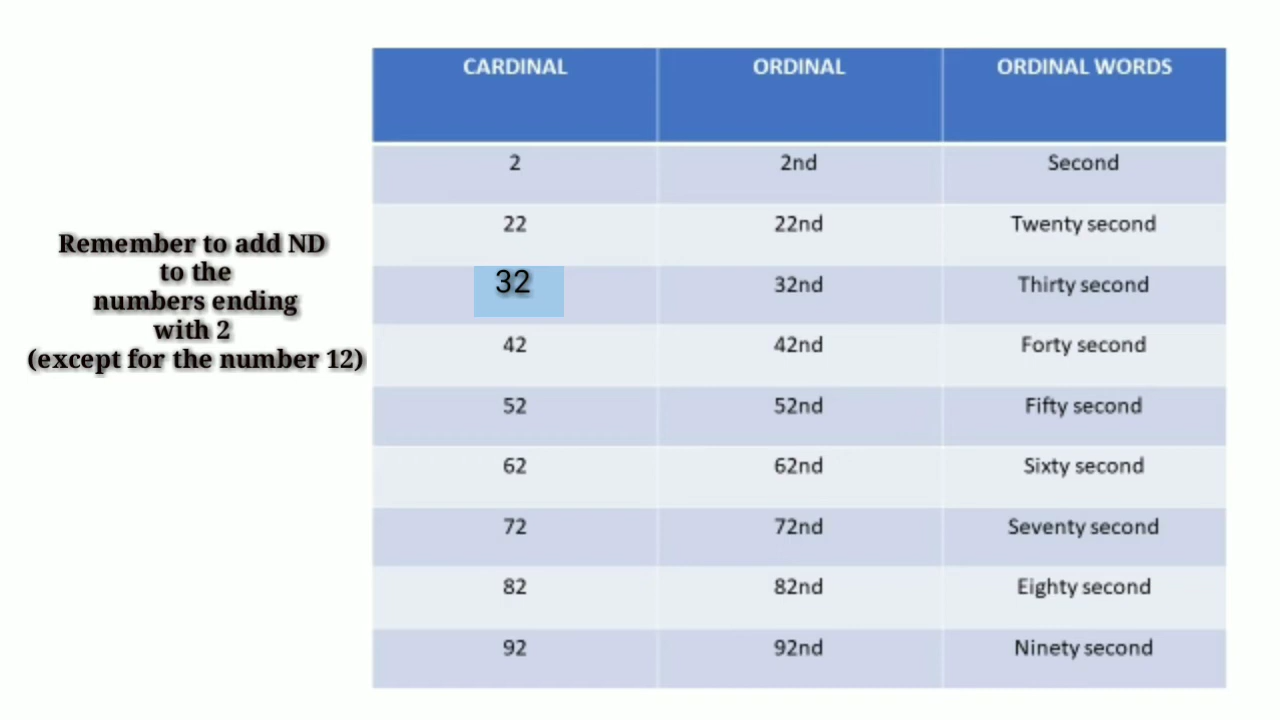 CARDINAL ORDINAL ORDINAL WORDS
2 2nd Second
22 22nd Twenty second
32 32nd Thirty second
42 42nd Forty second
52 52nd Fifty second
62 62nd Sixty second
72 72nd Seventy second
82 82nd Eighty second
92 92nd Ninety second
Remember to add ND
to the
numbers ending
with 2
(except for the number 12)